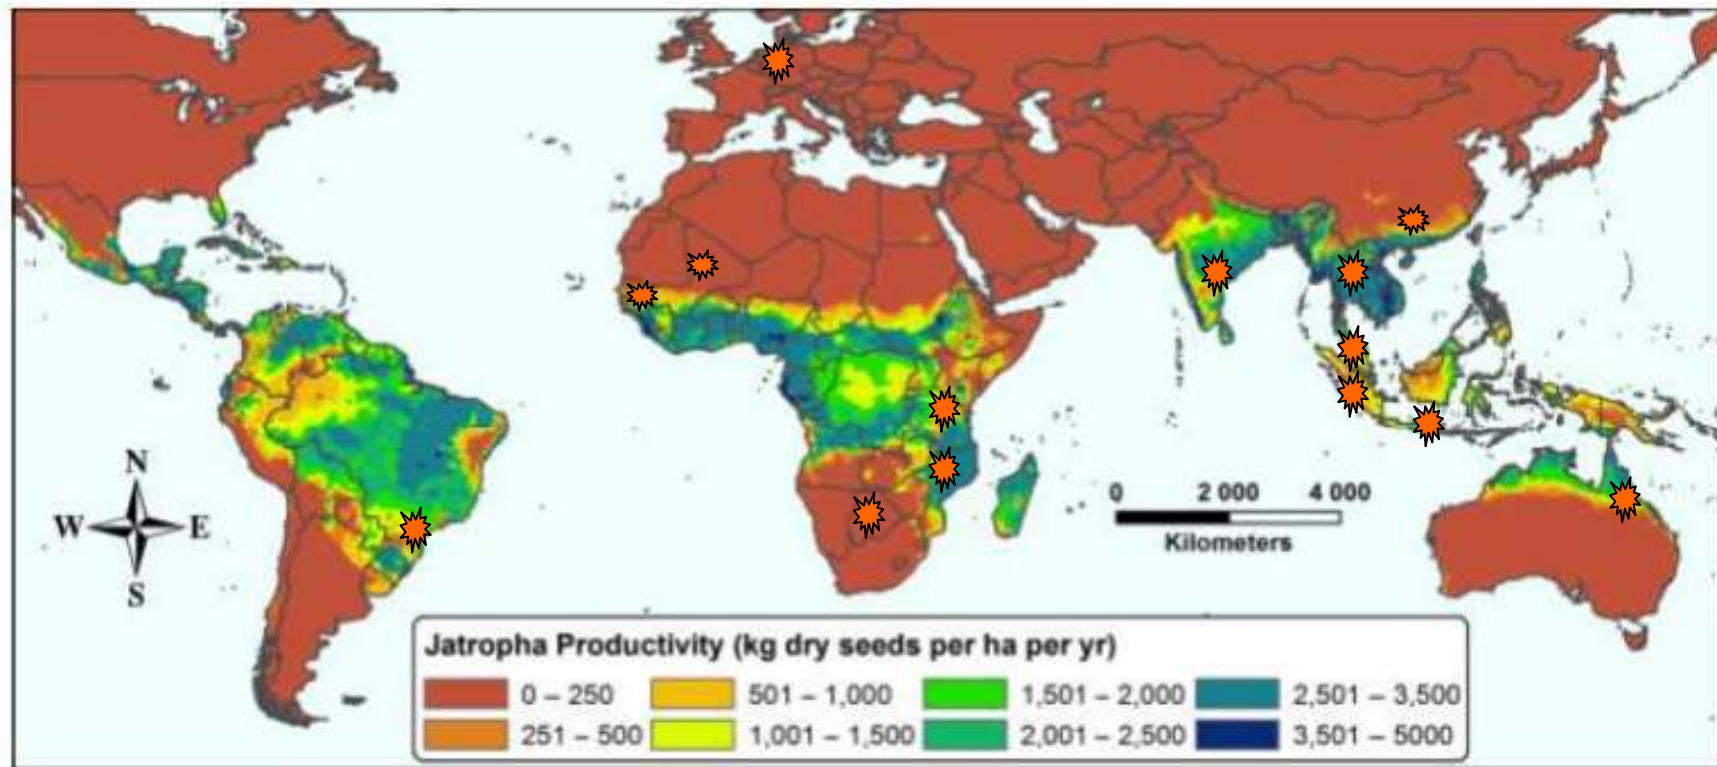 N
W E
S
0 2 000 4 000
Kilometers
Jatropha Productivity (kg dry seeds per ha per yr)
0 – 250 501 – 1,000 1,501 – 2,000 2,501 – 3,500
251 – 500 1,001 – 1,500 2,001 – 2,500 3,501 – 5000